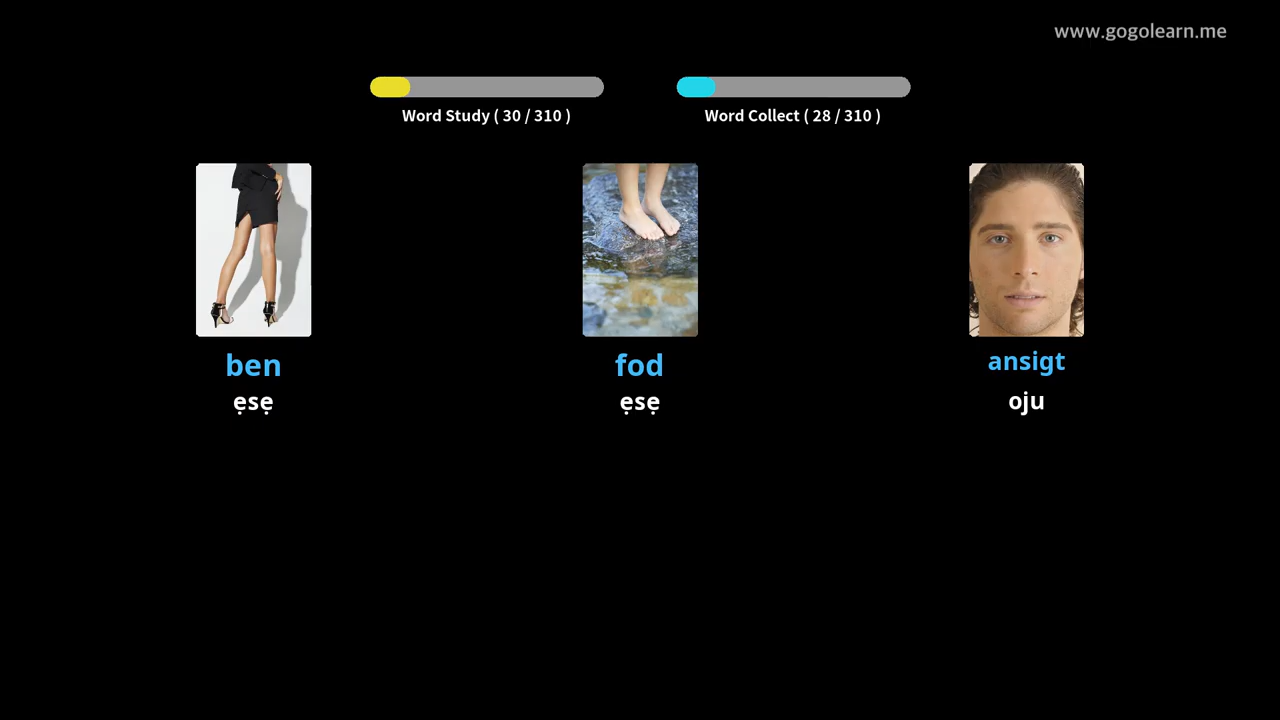 www.gogolearn.me
Word Study ( 30 / 310 )
Word Collect ( 28 / 310 )
ben
ẹsẹ
fod
ẹsẹ
ansigt
oju